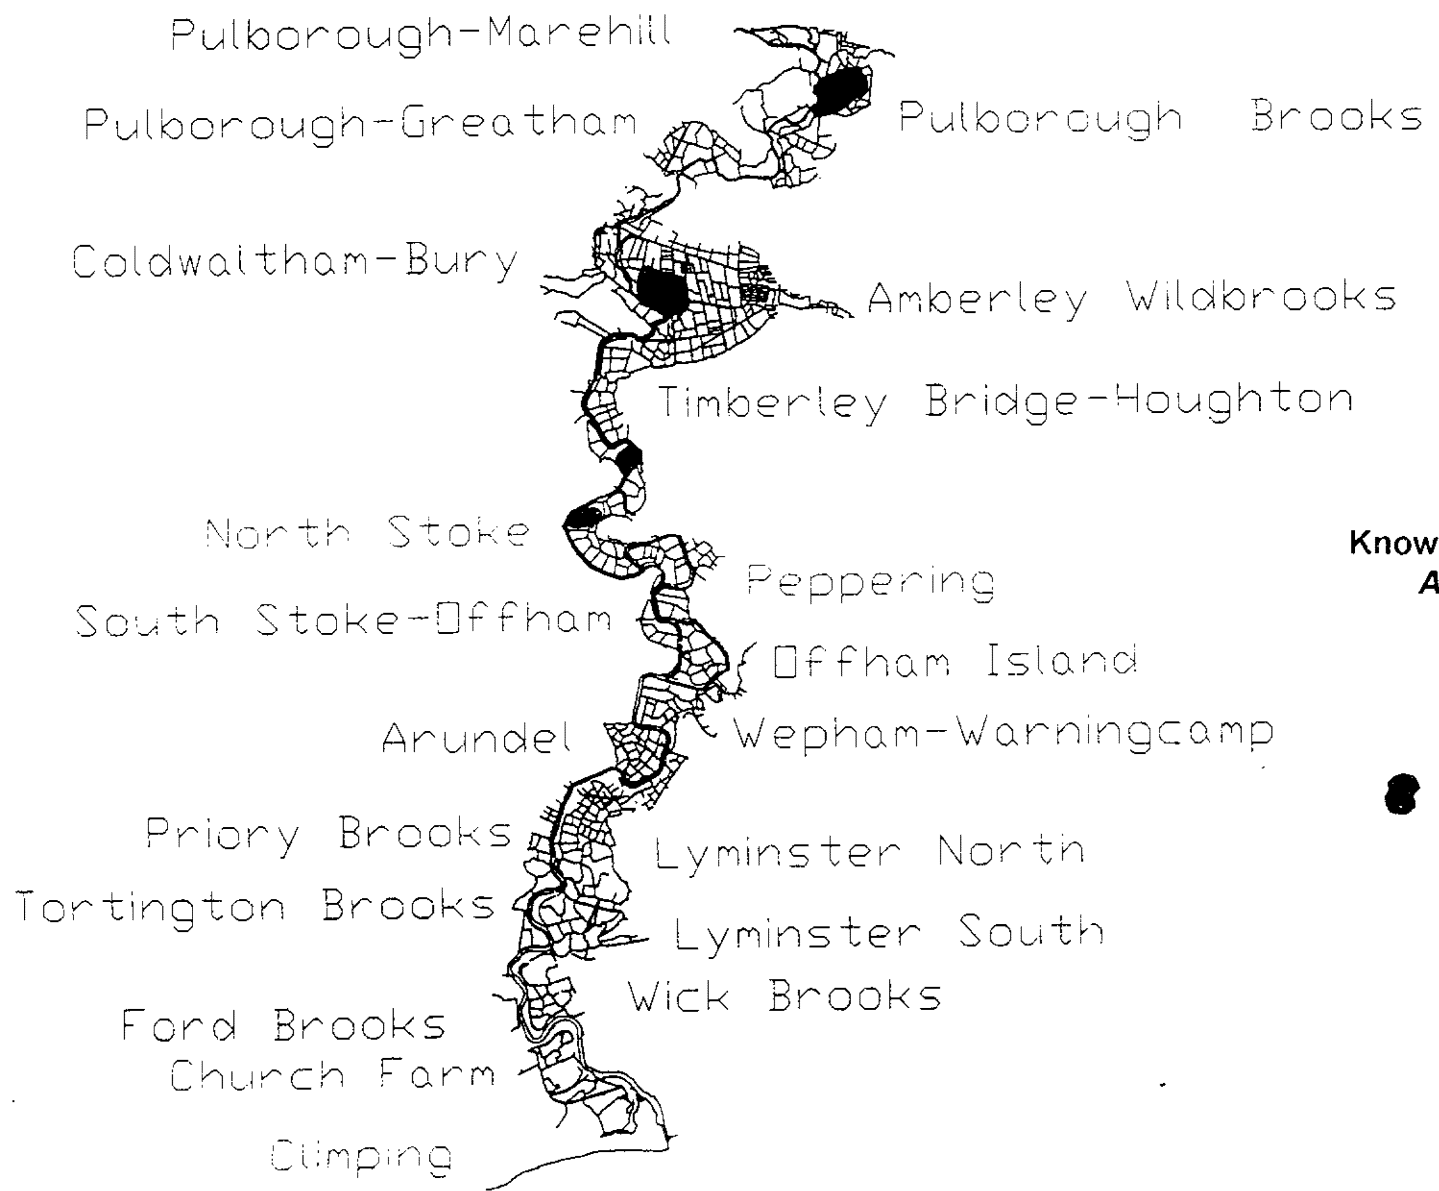 Pulborough-Marehill
Pulborough-Greatham
Pulborough Brooks
Coldwaltham-Bury
Amberley Wildbrooks
Timberley Bridge-Houghton
North Stoke
Know
A
Peppering
South Stoke-Offham
Offham Island
Arundel
Wepham-Warningcamp
Priory Brooks
Lyminster North
Tortington Brooks
Lyminster South
Wick Brooks
Ford Brooks
Church Farm
Climping